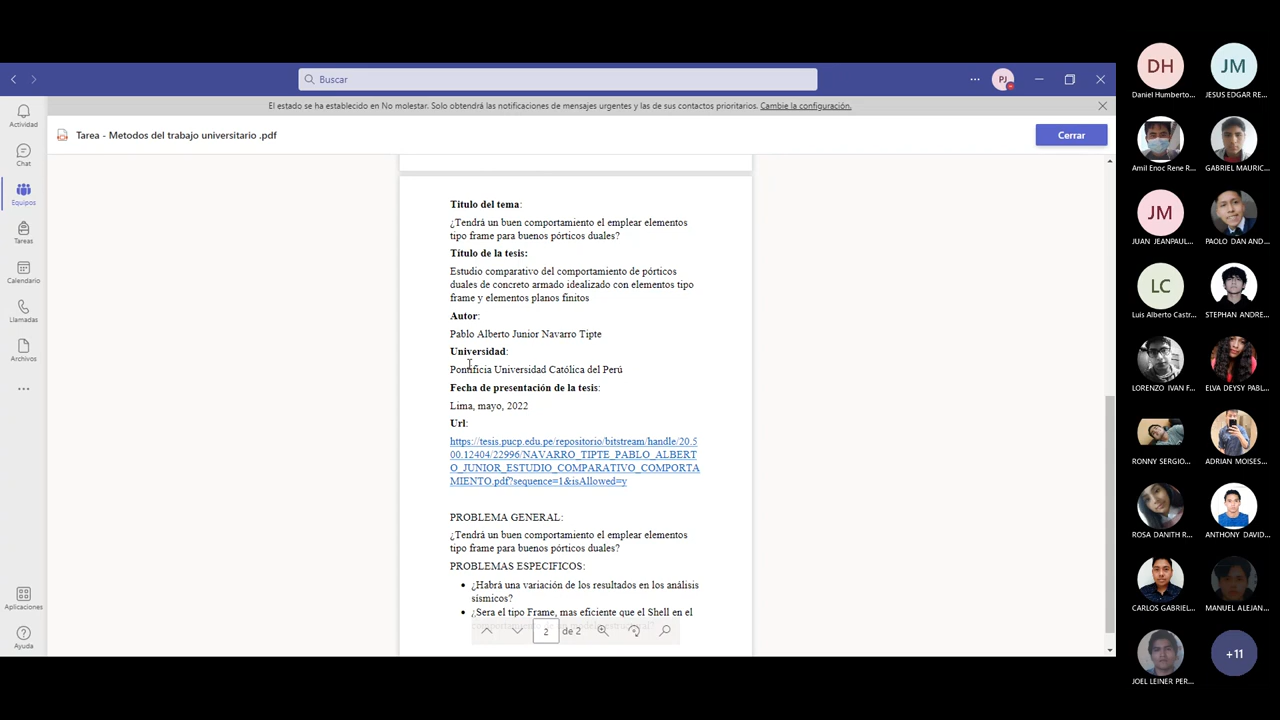 Buscar
PJ
El estado se ha establecido en No molestar. Solo obtendrá las notificaciones de mensajes urgentes y las de sus contactos prioritarios. Cambie la configuración.
Tarea - Metodos del trabajo universitario .pdf
Cerrar
Actividad
Chat
Equipos
Tareas
Calendario
Llamadas
Archivos
Aplicaciones
Ayuda
Titulo del tema:
¿Tendrá un buen comportamiento el emplear elementos
tipo frame para buenos pórticos duales?
Título de la tesis:
Estudio comparativo del comportamiento de pórticos
duales de concreto armado idealizado con elementos tipo
frame y elementos planos finitos
Autor:
Pablo Alberto Junior Navarro Tipte
Universidad:
Pontificia Universidad Católica del Perú
Fecha de presentación de la tesis:
Lima, mayo, 2022
Url:
https://tesis.pucp.edu.pe/repositorio/bitstream/handle/20.5
00.12404/22996/NAVARRO_TIPTE_PABLO_ALBERT
O_JUNIOR_ESTUDIO_COMPARATIVO_COMPORTA
MIENTO.pdf?sequence=1&isAllowed=y
PROBLEMA GENERAL:
¿Tendrá un buen comportamiento el emplear elementos
tipo frame para buenos pórticos duales?
PROBLEMAS ESPECIFICOS:
• ¿Habrá una variación de los resultados en los análisis
sísmicos?
• ¿Sera el tipo Frame, mas eficiente que el Shell en el
2 de 2
DH
Daniel Humberto...
JM
JESUS EDGAR RE...
Amil Enoc Rene R...
GABRIEL MAURIC...
JM
JUAN JEANPAUL...
PAOLO DAN AND...
LC
Luis Alberto Castr...
STEPHAN ANDRE...
LORENZO IVAN F...
ELVA DEYSY PABL...
RONNY SERGIO...
ADRIAN MOISES...
ROSA DANITH R...
ANTHONY DAVID...
CARLOS GABRIEL...
MANUEL ALEJAN...
JOEL LEINER PER...
+11